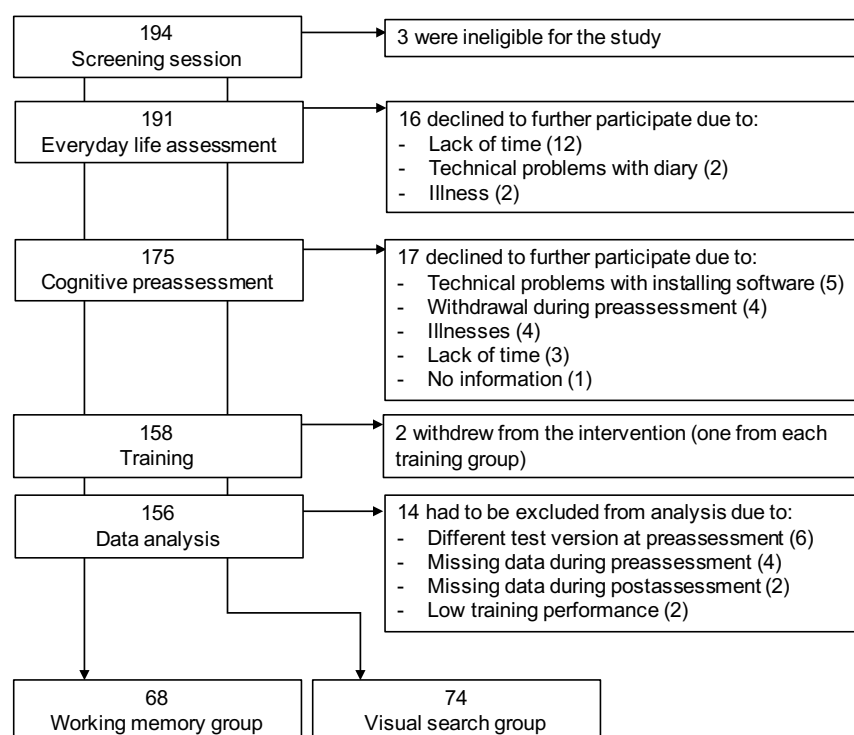 194
Screening session
3 were ineligible for the study
191
Everyday life assessment
16 declined to further participate due to:
- Lack of time (12)
- Technical problems with diary (2)
- Illness (2)
175
Cognitive preassessment
17 declined to further participate due to:
- Technical problems with installing software (5)
- Withdrawal during preassessment (4)
- Illnesses (4)
- Lack of time (3)
- No information (1)
158
Training
2 withdrew from the intervention (one from each
training group)
156
Data analysis
14 had to be excluded from analysis due to:
- Different test version at preassessment (6)
- Missing data during preassessment (4)
- Missing data during postassessment (2)
- Low training performance (2)
68
Working memory group
74
Visual search group